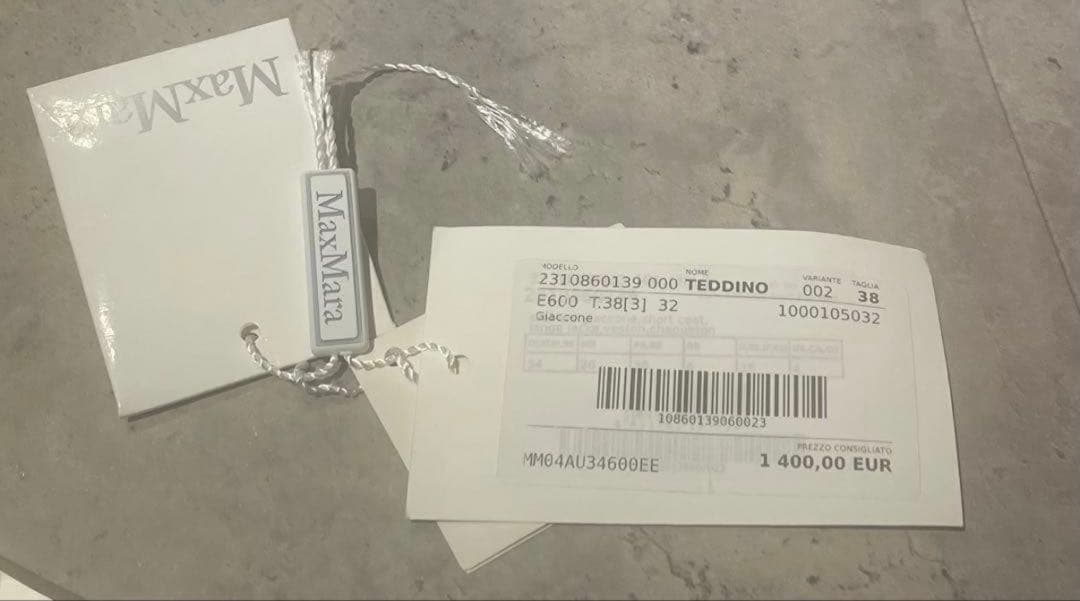 MaxMara
MaxMara
MODELLO NOME VARIANTE TAGLIA
2310860139 000 TEDDINO 002 38
E600 T.38[3] 32 1000105032
Giaccone
10860139060023
PREZZO CONSIGLIATO
MM04AU34600EE 1 400,00 EUR